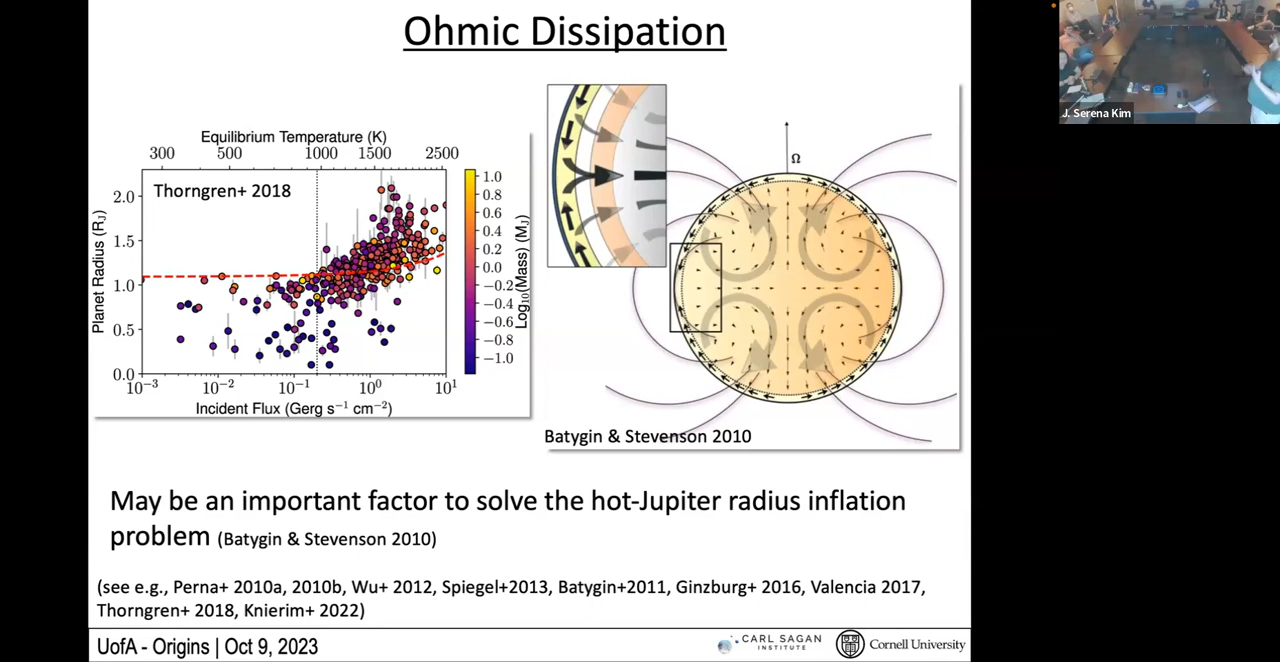 Ohmic Dissipation
Equilibrium Temperature (K)
300 500 1000 1500 2500
Thorngren+ 2018
Planet Radius (RJ)
2.0
1.5
1.0
0.5
0.0
10−3 10−2 10−1 100 101
Incident Flux (Gerg s−1 cm−2)
1.0
0.8
0.6
0.4
0.2
0.0
−0.2
−0.4
−0.6
−0.8
−1.0
Log10(Mass) (MJ)
Ω
Batygin & Stevenson 2010
May be an important factor to solve the hot-Jupiter radius inflation
problem (Batygin & Stevenson 2010)
(see e.g., Perna+ 2010a, 2010b, Wu+ 2012, Spiegel+2013, Batygin+2011, Ginzburg+ 2016, Valencia 2017,
Thorngren+ 2018, Knierim+ 2022)
UofA - Origins | Oct 9, 2023
CARL SAGAN
INSTITUTE
Cornell University
J. Serena Kim